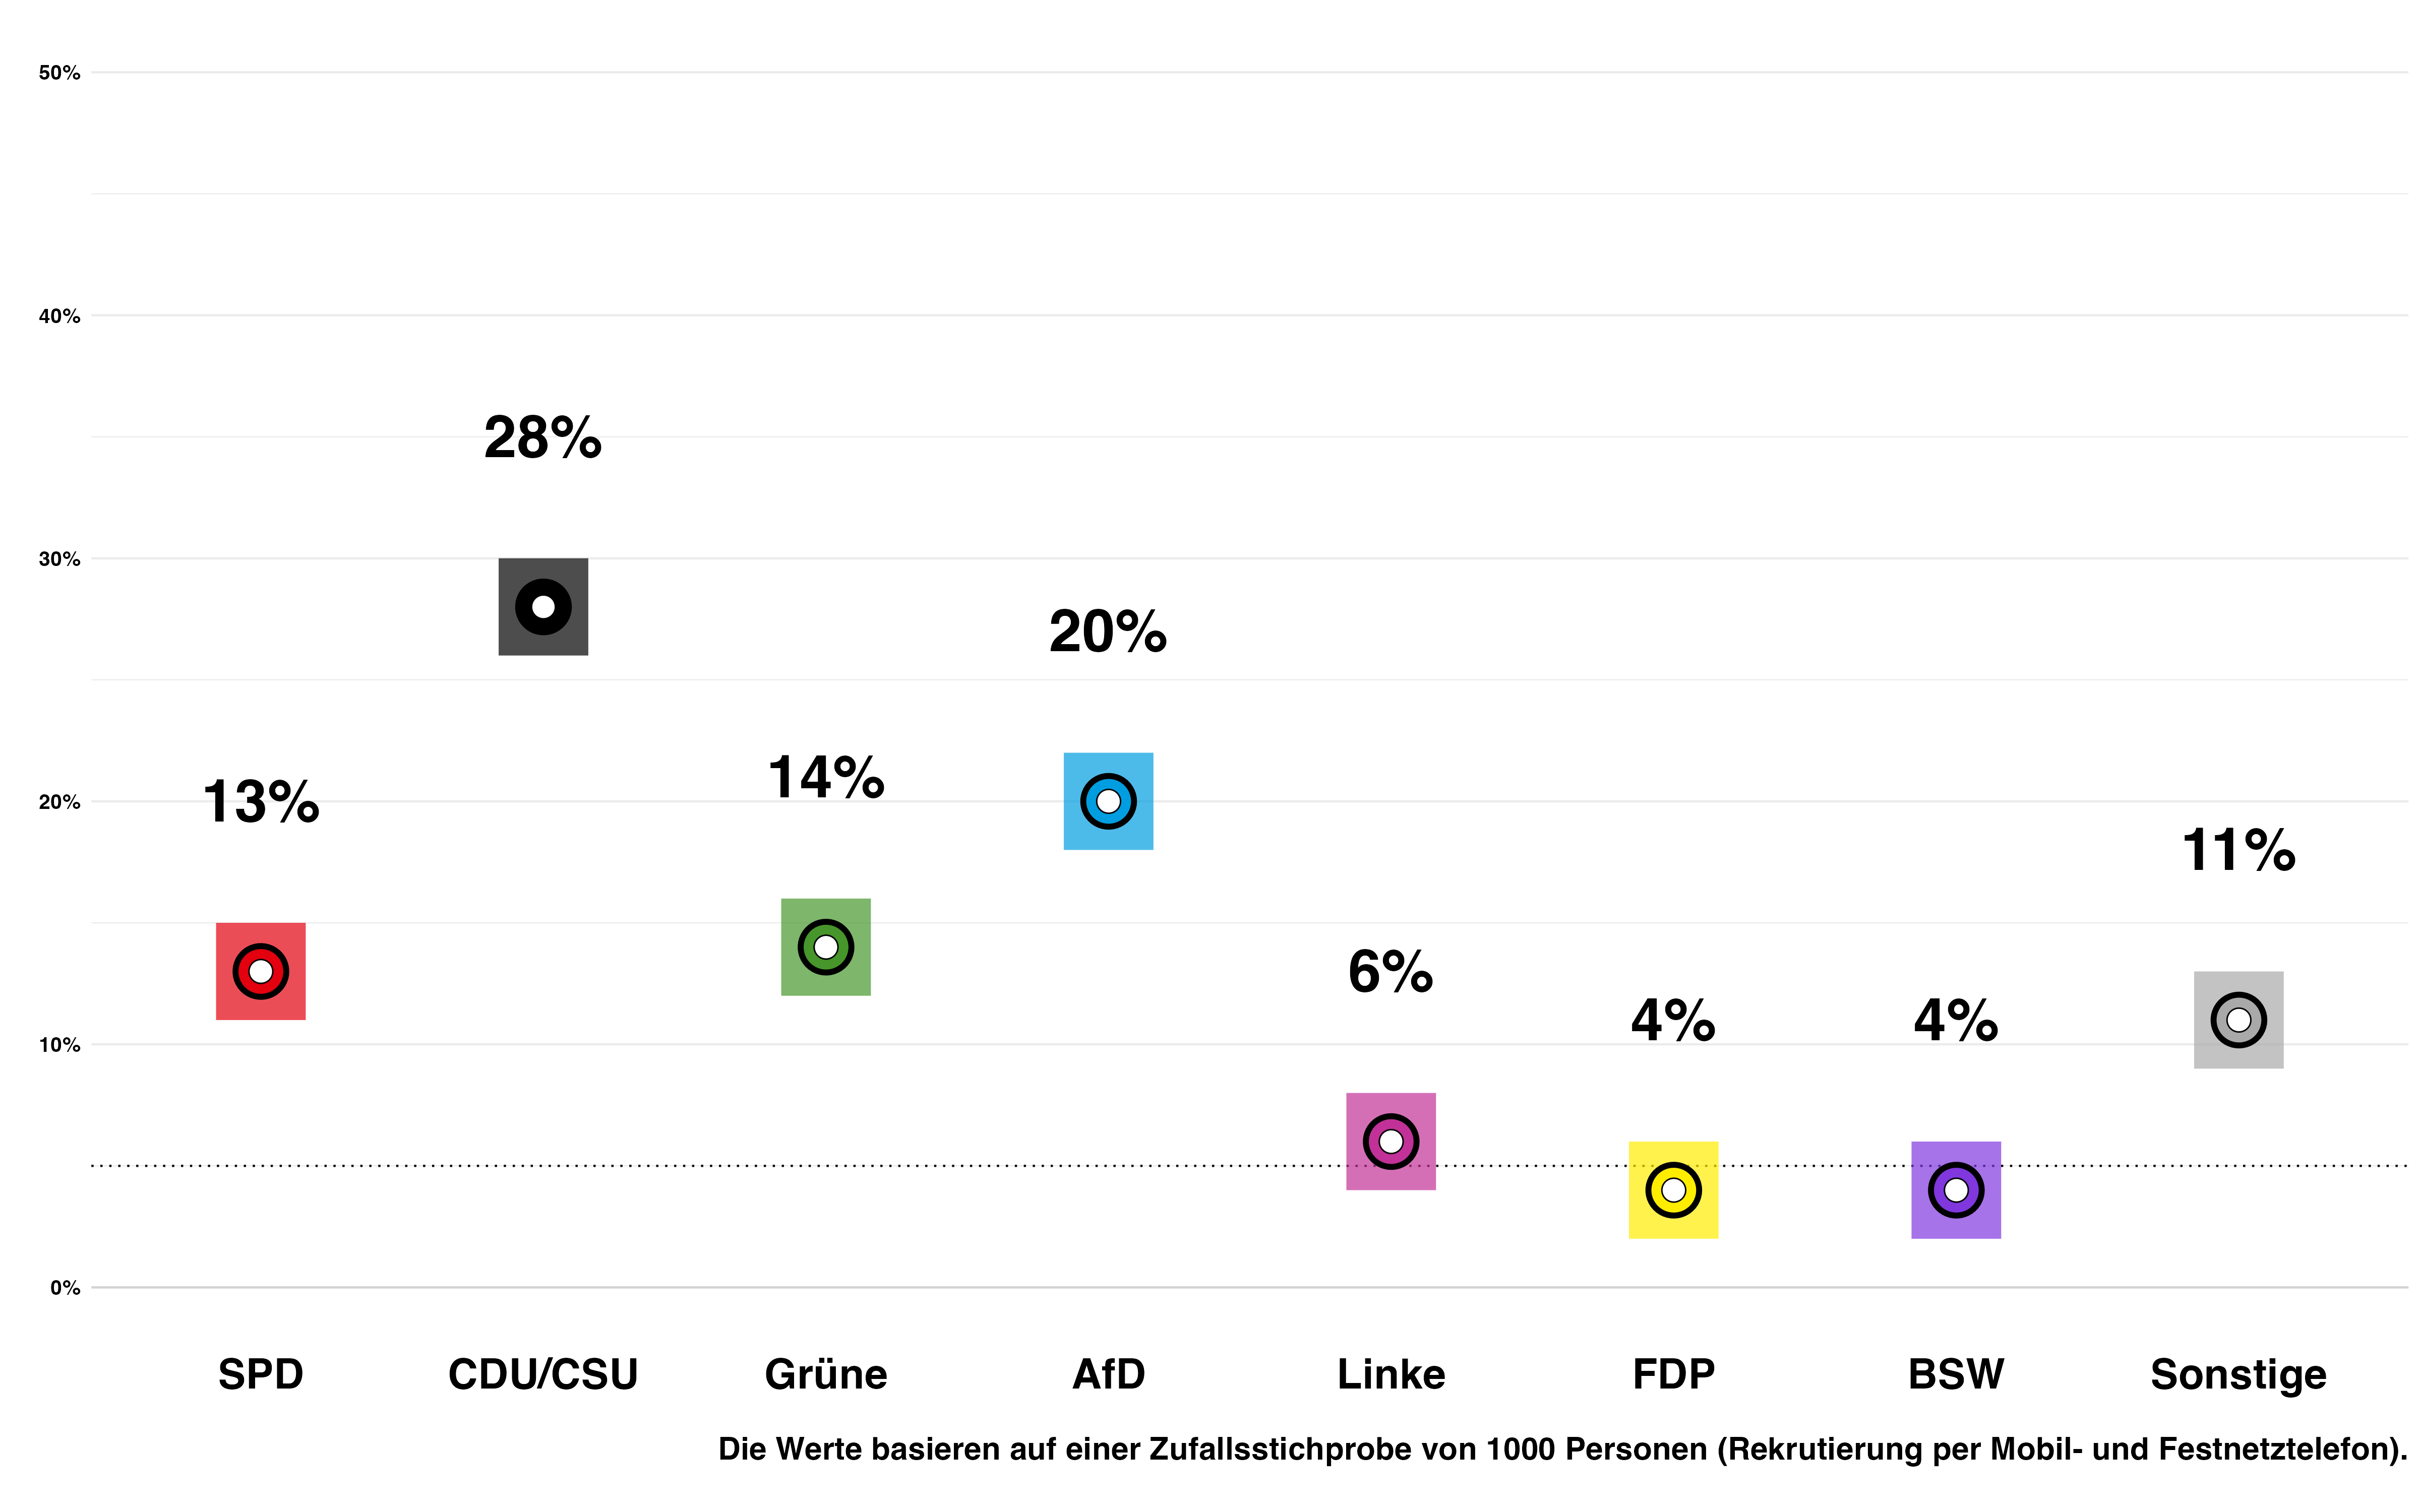 50%
40%
28%
30%
20%
14%
13%
20%
11%
6%
4%
4%
10%
0%
SPD
CDU/CSU
Grüne
AfD
Linke
FDP
BSW
Sonstige
Die Werte basieren auf einer Zufallsstichprobe von 1000 Personen (Rekrutierung per Mobil- und Festnetztelefon).